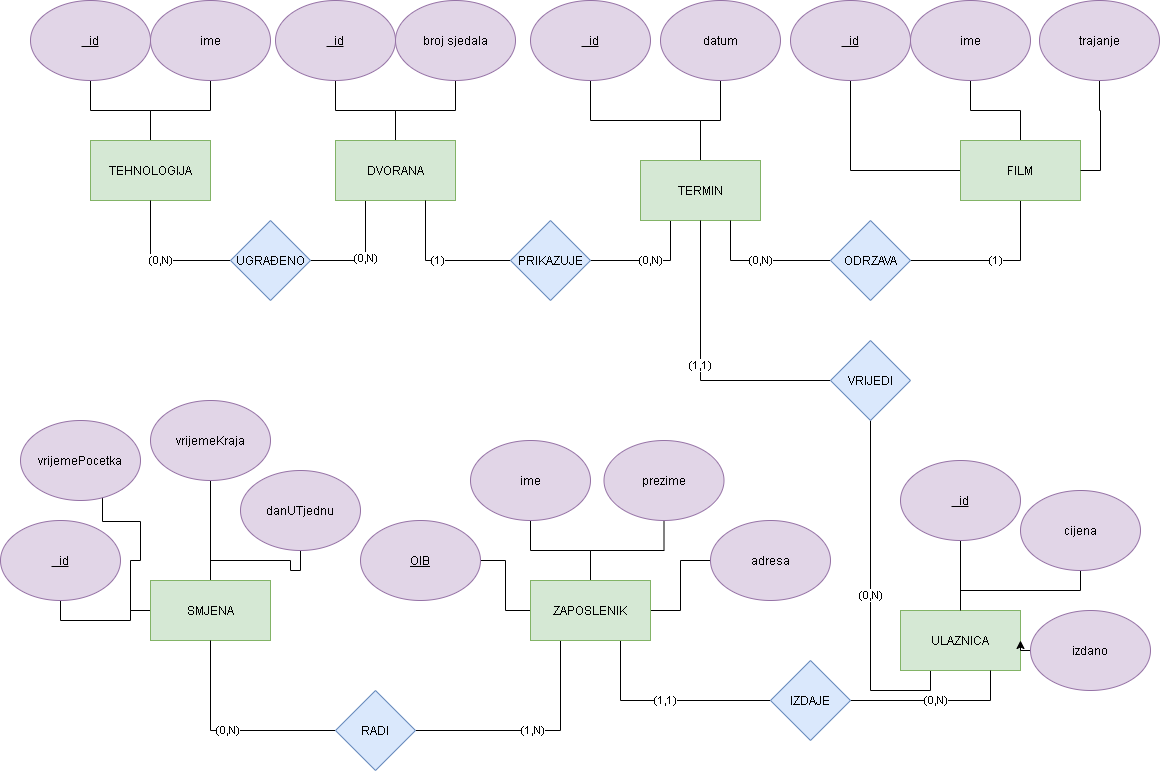 _id
ime
_id
broj sjedala
_id
datum
_id
ime
trajanje
TEHNOLOGIJA
DVORANA
TERMIN
FILM
(0,N)
UGRAĐENO
(0,N)
(1)
PRIKAZUJE
(0,N)
(0,N)
ODRZAVA
(1)
(1,1)
VRIJEDI
vrijemePocetka
vrijemeKraja
danUTjednu
_id
ime
prezime
OIB
adresa
_id
cijena
(0,N)
SMJENA
ZAPOSLENIK
ULAZNICA
izdano
(0,N)
RADI
(1,N)
(1,1)
IZDAJE
(0,N)